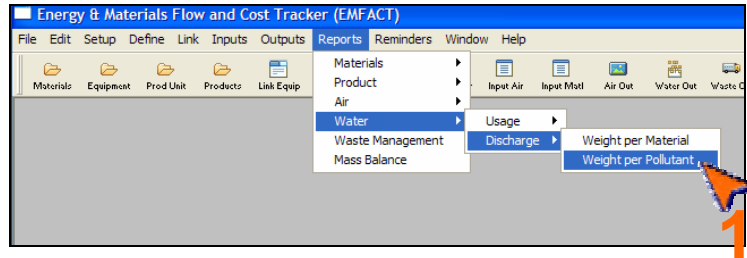 Energy & Materials Flow and Cost Tracker (EMFACT)
File Edit Setup Define Link Inputs Outputs Reports Reminders Window Help
Materials Equipment Prod Unit Products Link Equip Input Air Input Matl Air Out Water Out Waste O
Materials
Product
Air
Water
Usage
Waste Management
Discharge
Weight per Material
Mass Balance
Weight per Pollutant
1